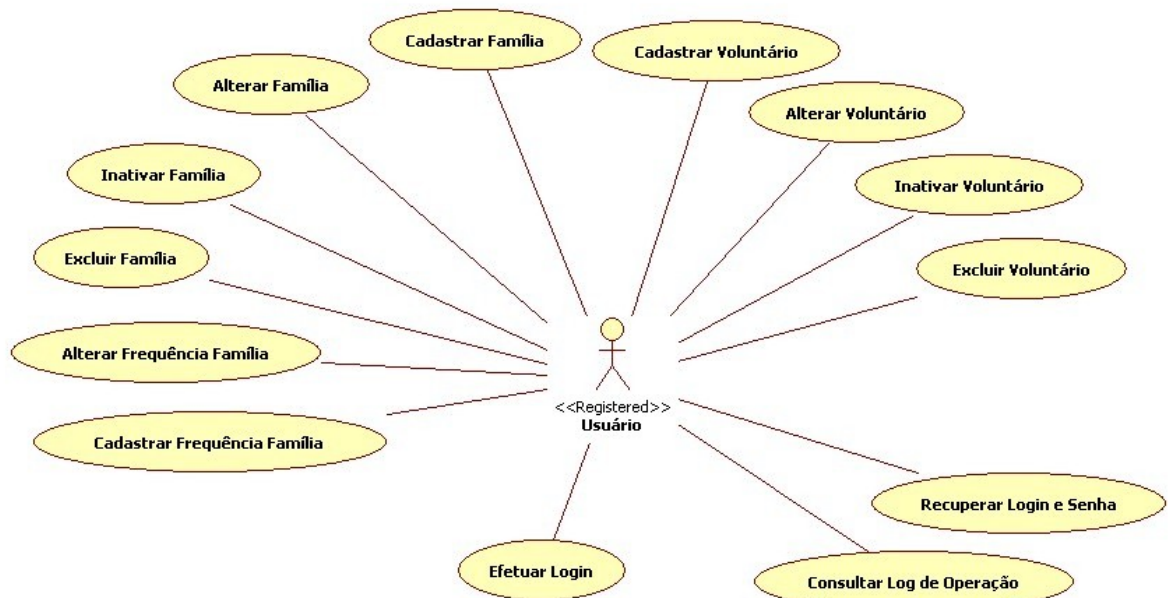 Cadastrar Família
Cadastrar Voluntário
Alterar Família
Alterar Voluntário
Inativar Família
Inativar Voluntário
Excluir Família
Excluir Voluntário
Alterar Frequência Família
<<Registered>>
Usuário
Cadastrar Frequência Família
Recuperar Login e Senha
Efetuar Login
Consultar Log de Operação